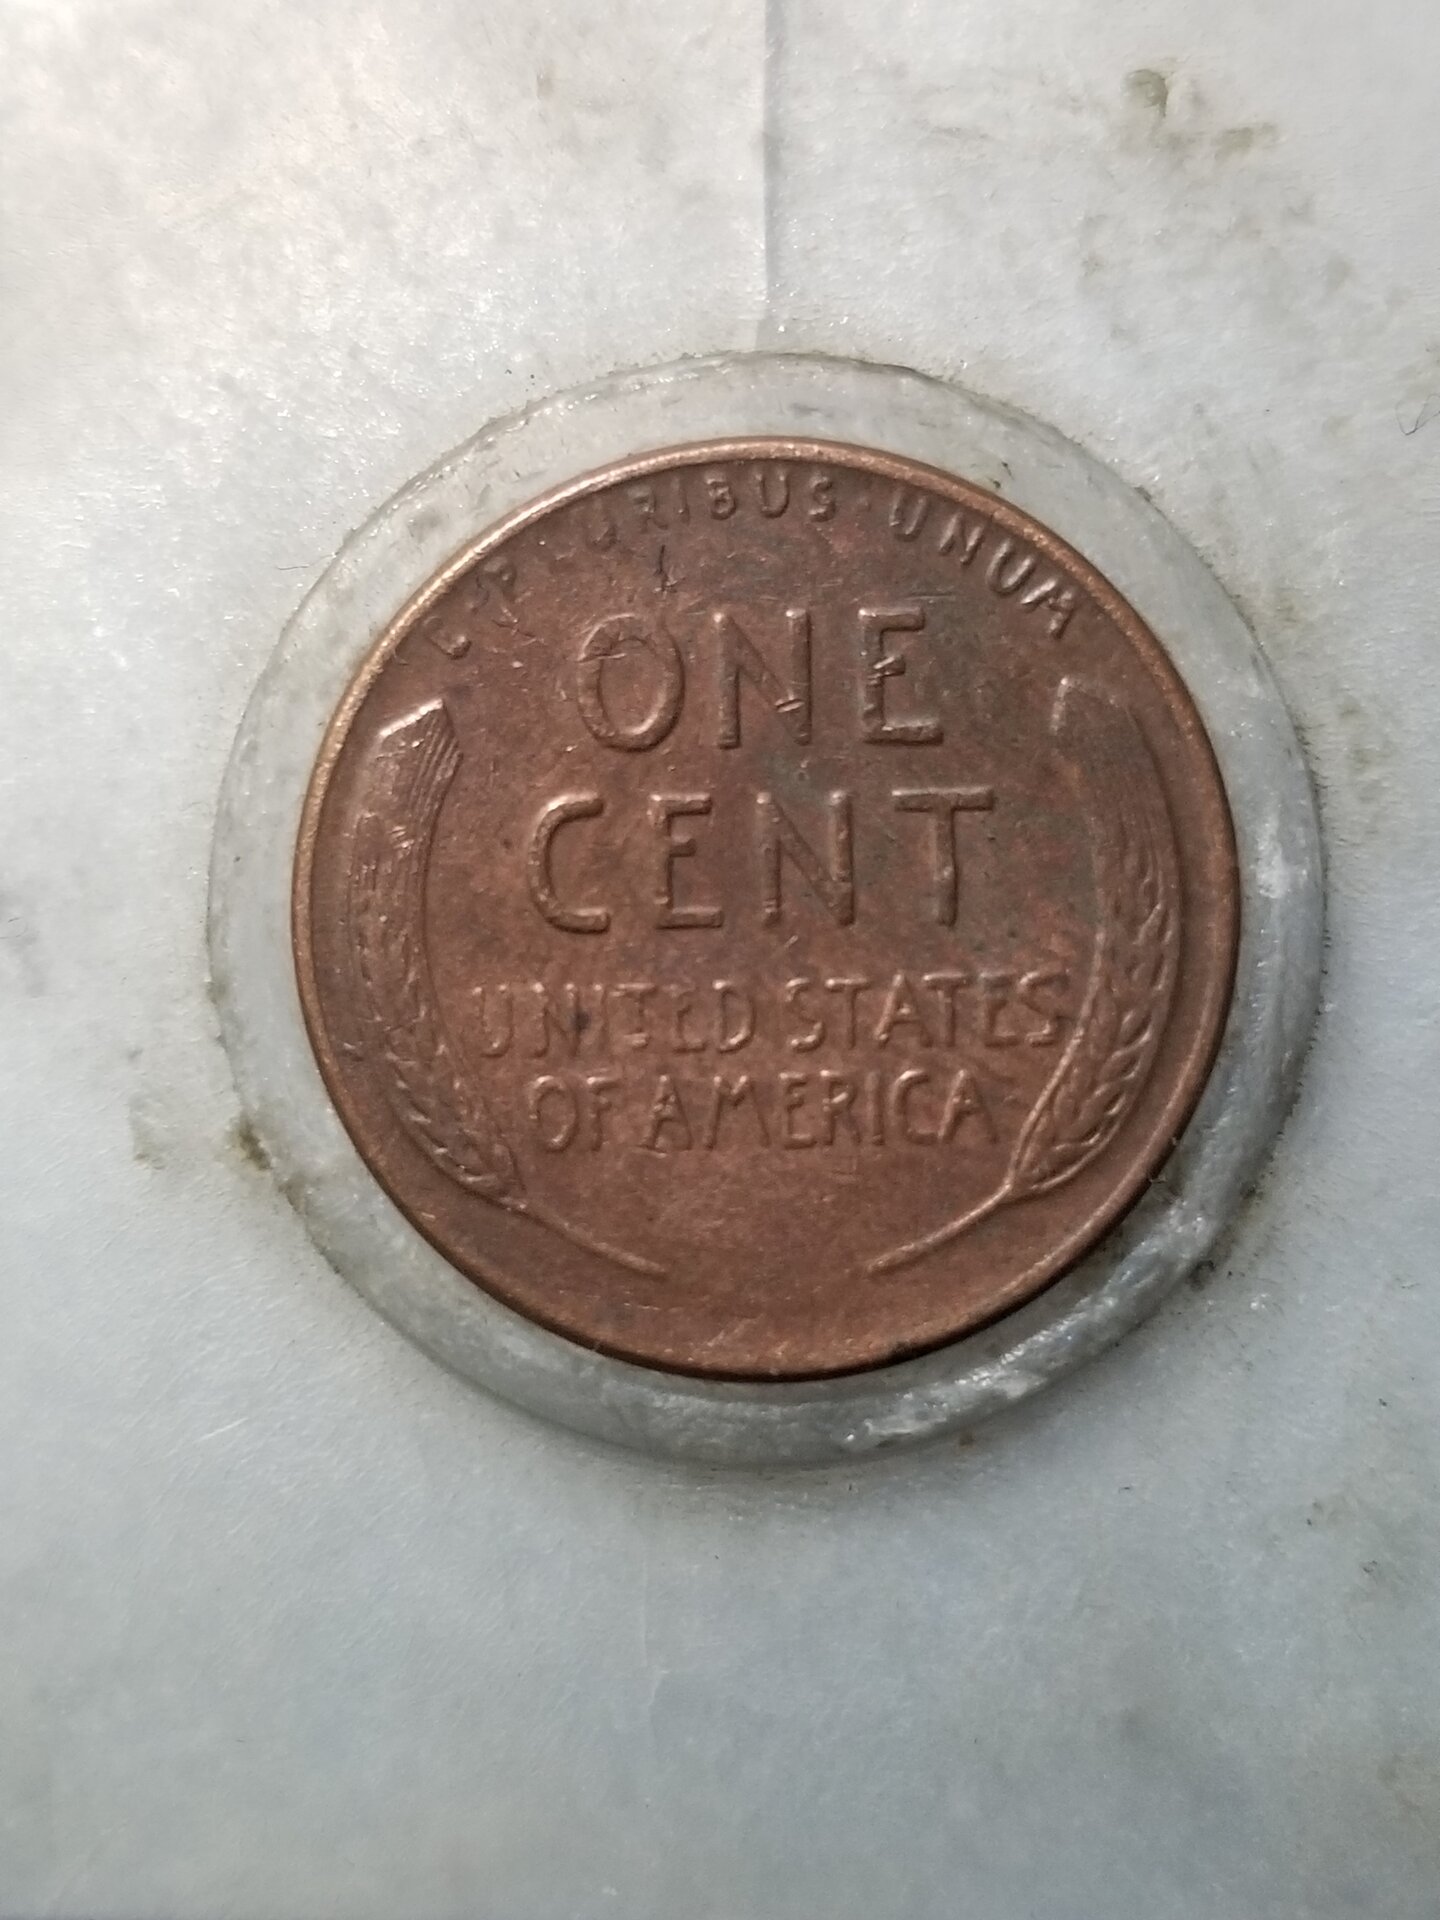 E · PLURIBUS · UNUM
ONE
CENT
UNITED STATES
OF AMERICA